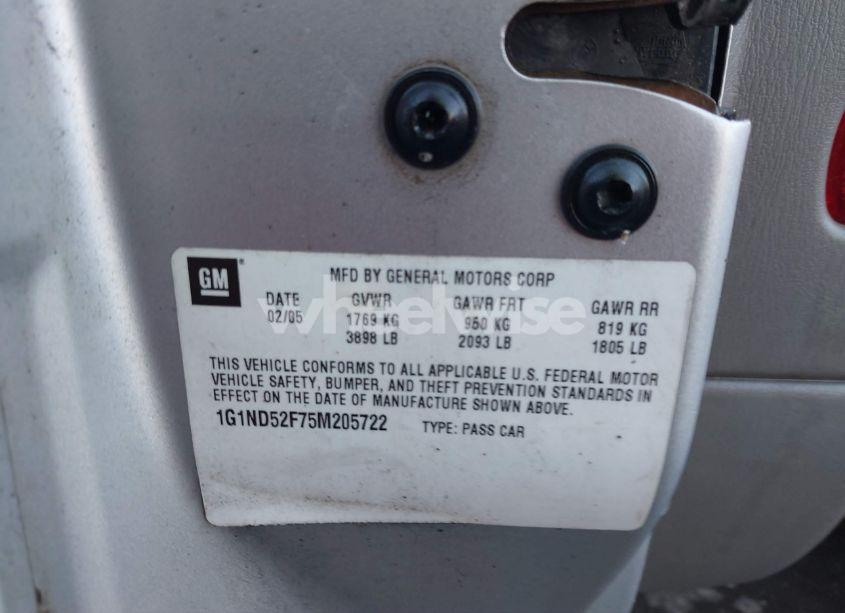 GM
MFD BY GENERAL MOTORS CORP
DATE GVWR GAWR FRT GAWR RR
02/05 1769 KG 950 KG 819 KG
3898 LB 2093 LB 1805 LB
THIS VEHICLE CONFORMS TO ALL APPLICABLE U.S. FEDERAL MOTOR
VEHICLE SAFETY, BUMPER, AND THEFT PREVENTION STANDARDS IN
EFFECT ON THE DATE OF MANUFACTURE SHOWN ABOVE.
1G1ND52F75M205722 TYPE: PASS CAR
wheelwise